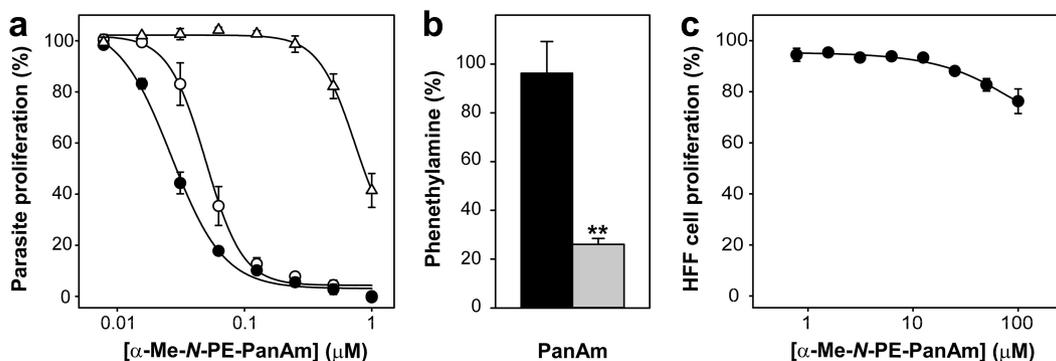 a
Parasite proliferation (%)
100
80
60
40
20
0
0.01
0.1
1
[α-Me-N-PE-PanAm] (μM)
b
Phenethylamine (%)
100
80
60
40
20
0
**
PanAm
c
HFF cell proliferation (%)
100
80
60
40
20
0
1
10
100
[α-Me-N-PE-PanAm] (μM)